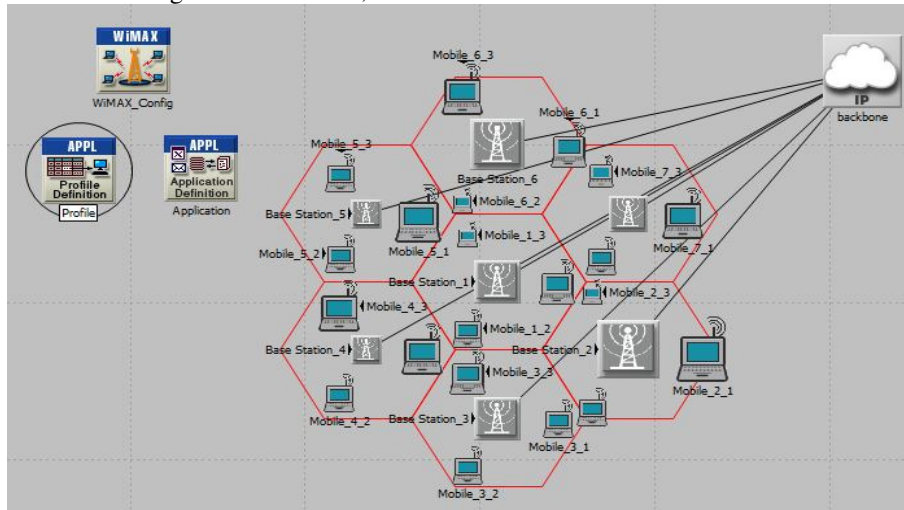 WiMAX
WiMAX_Config
APPL
Profile
Definition
Profile
APPL
Application
Definition
Application
Mobile_6_3
Mobile_6_1
IP
backbone
Mobile_5_3
Base Station_6
Mobile_7_3
Base Station_5
Mobile_6_2
Mobile_5_1
Mobile_1_3
Mobile_7_1
Mobile_5_2
Base Station_1
Mobile_4_3
Mobile_2_3
Mobile_1_2
Base Station_4
Base Station_2
Mobile_3_3
Mobile_2_1
Mobile_4_2
Base Station_3
Mobile_3_1
Mobile_3_2